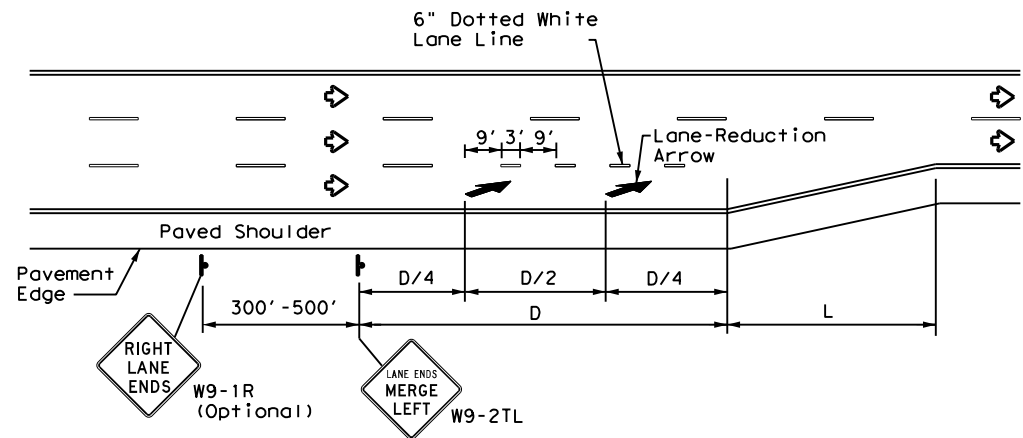 6" Dotted White
Lane Line
9' 3' 9'
Lane-Reduction
Arrow
Paved Shoulder
Pavement
Edge
D/4 D/2 D/4
300'-500' D L
RIGHT
LANE
ENDS
W9-1R
(Optional)
LANE ENDS
MERGE
LEFT
W9-2TL